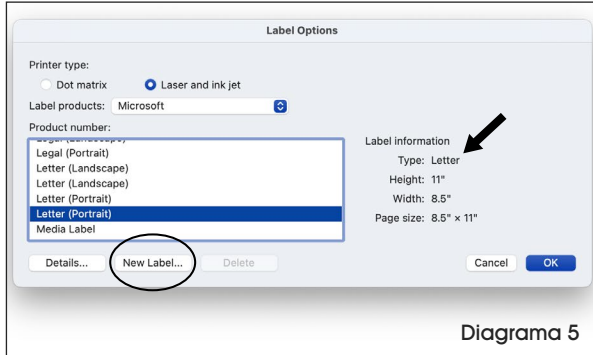 Label Options
Printer type:
Dot matrix
Laser and ink jet
Label products:
Microsoft
Product number:
Legal (Landscape)
Legal (Portrait)
Letter (Landscape)
Letter (Landscape)
Letter (Portrait)
Letter (Portrait)
Media Label
Label information
Type: Letter
Height: 11"
Width: 8.5"
Page size: 8.5" × 11"
Details...
New Label...
Delete
Cancel
OK
Diagrama 5